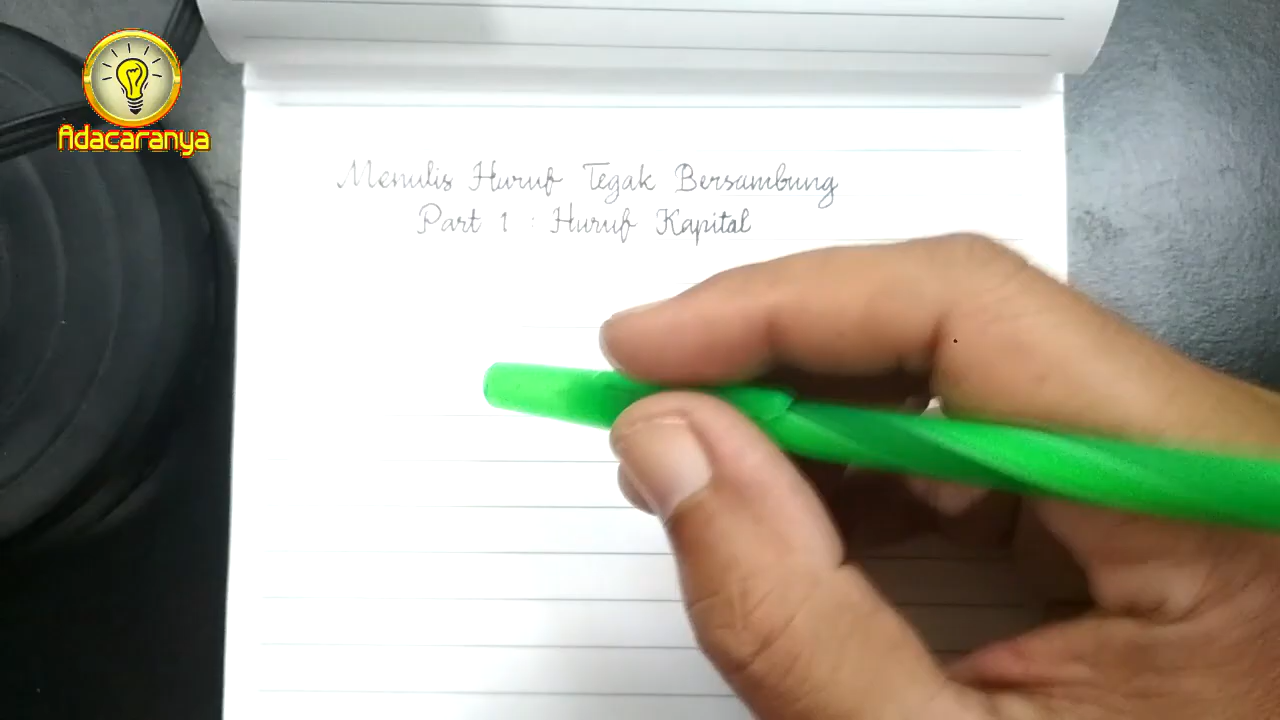 Adacaranya
Menulis Huruf Tegak Bersambung
Part 1 : Huruf Kapital